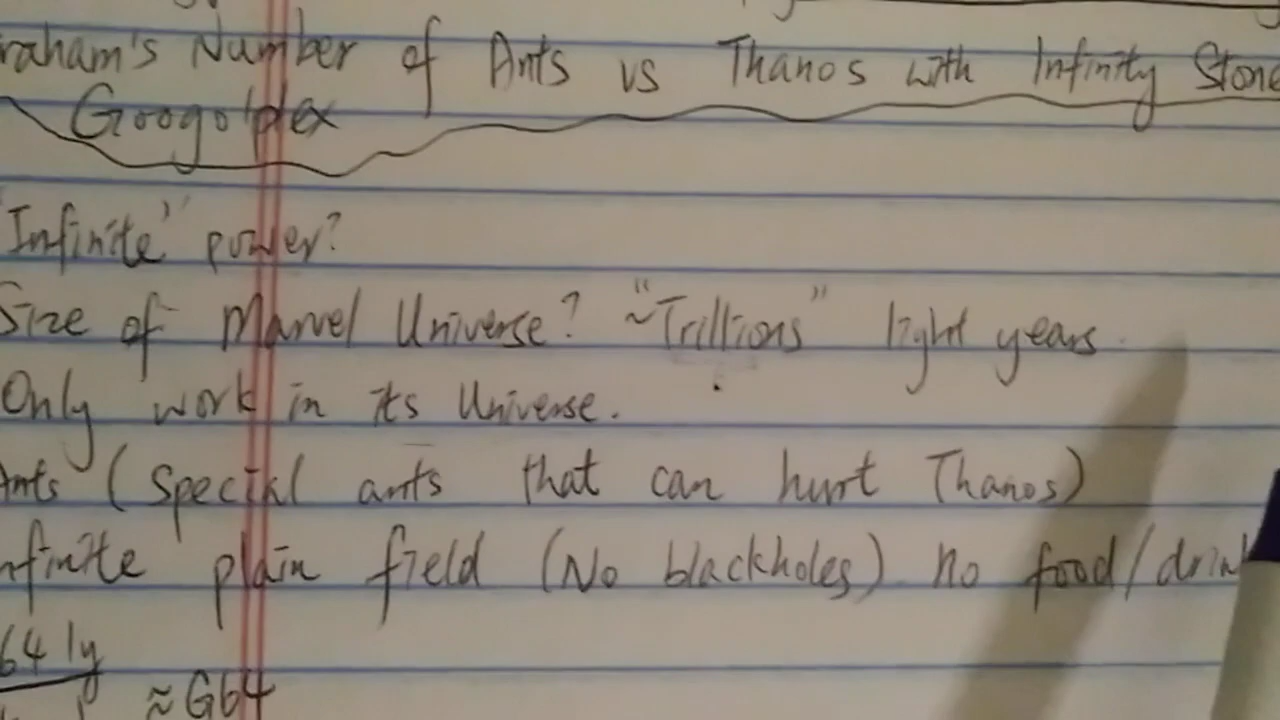 raham's Number of Ants vs Thanos with Infinity Stone
Googolplex
"Infinite" power?
Size of Marvel Universe? ~"Trillions" light years.
Only work in its Universe.
Ants (Special ants that can hurt Thanos)
nfinite plain field (No blackholes) no food/drink
64 ly
≈G64